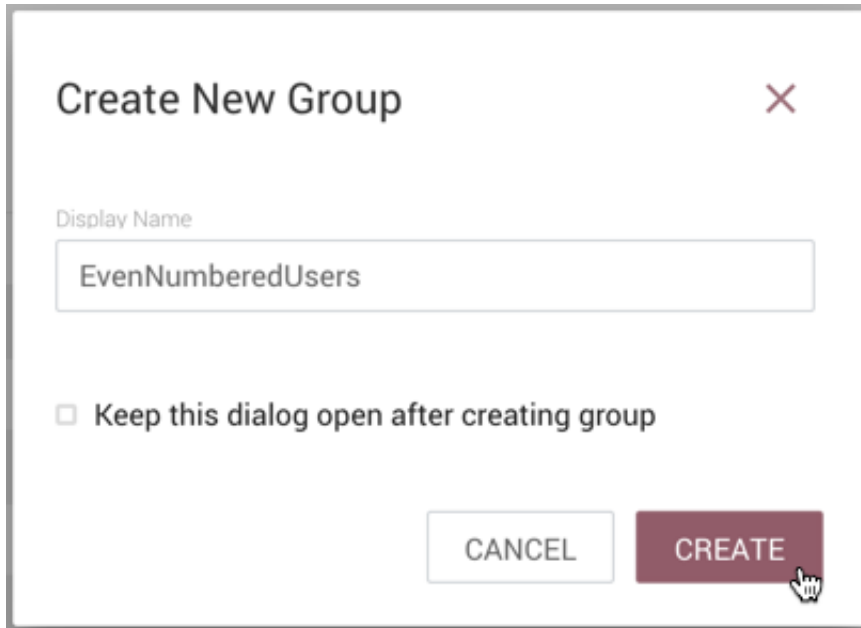 Create New Group
Display Name
EvenNumberedUsers
Keep this dialog open after creating group
CANCEL
CREATE